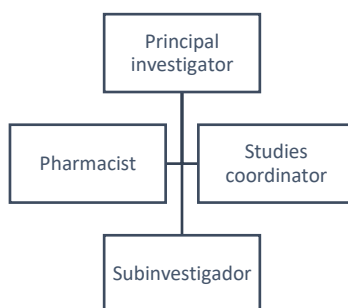 Principal
investigator
Pharmacist
Studies
coordinator
Subinvestigador